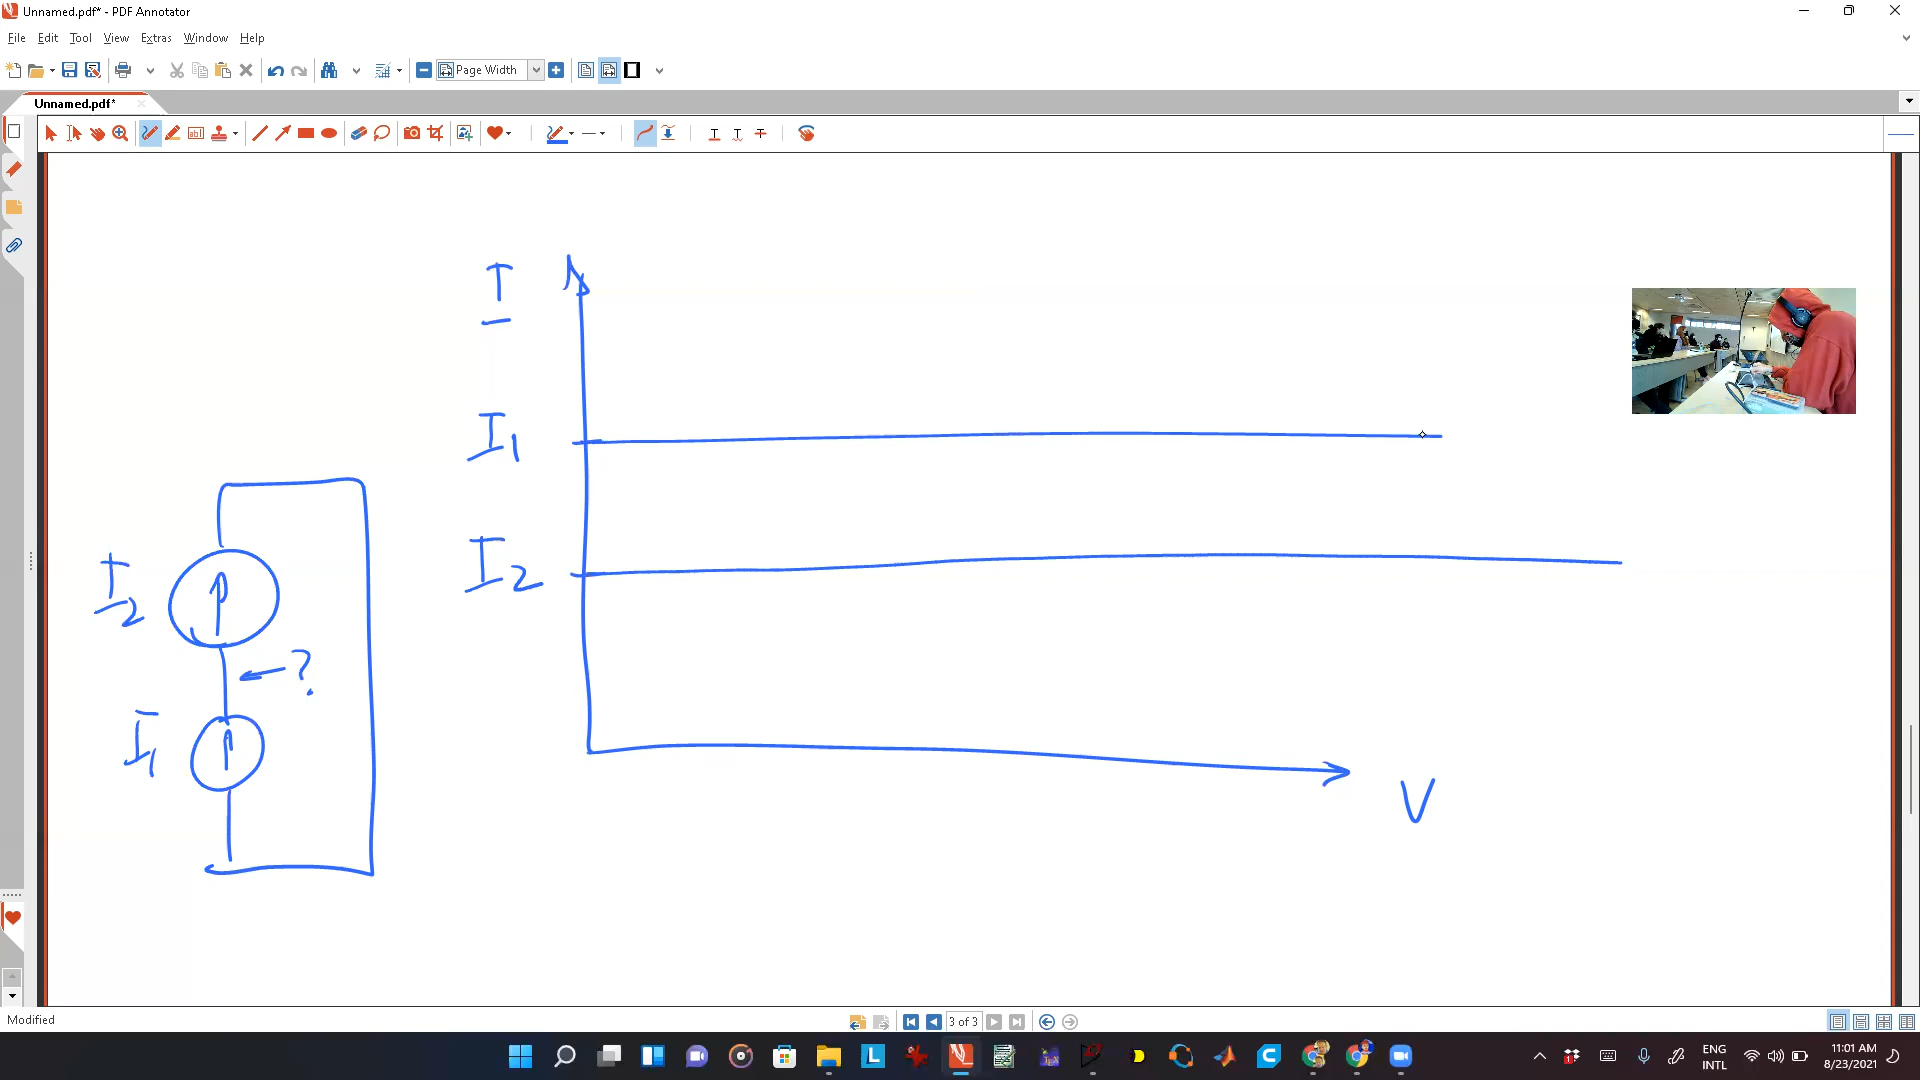 Unnamed.pdf* - PDF Annotator
File Edit Tool View Extras Window Help
Page Width
Unnamed.pdf*
I
I1
I2
I2
?
I1
V
Modified
3 of 3
ENG
INTL
11:01 AM
8/23/2021